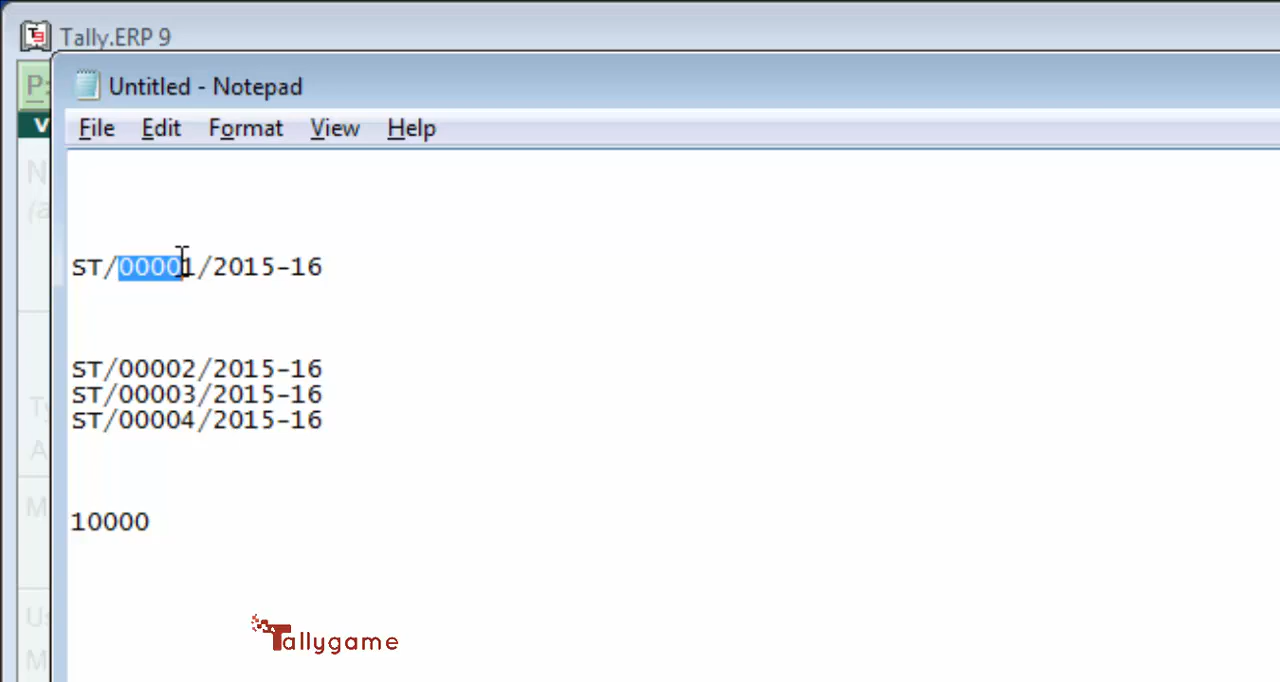 Tally.ERP 9
Untitled - Notepad
File Edit Format View Help
ST/00001/2015-16
ST/00002/2015-16
ST/00003/2015-16
ST/00004/2015-16
10000
Tallygame